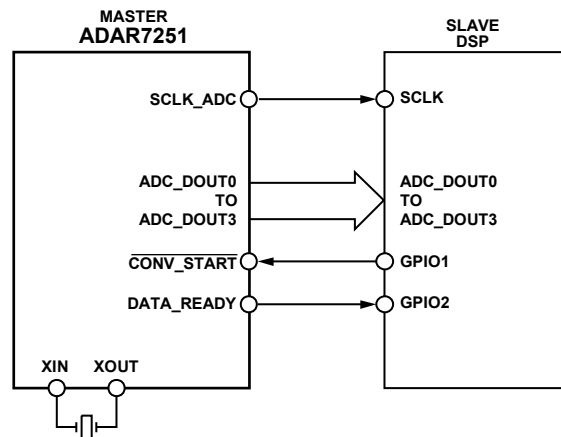 MASTER
ADAR7251
SLAVE
DSP
SCLK_ADC
SCLK
ADC_DOUT0
TO
ADC_DOUT3
ADC_DOUT0
TO
ADC_DOUT3
CONV_START
GPIO1
DATA_READY
GPIO2
XIN
XOUT